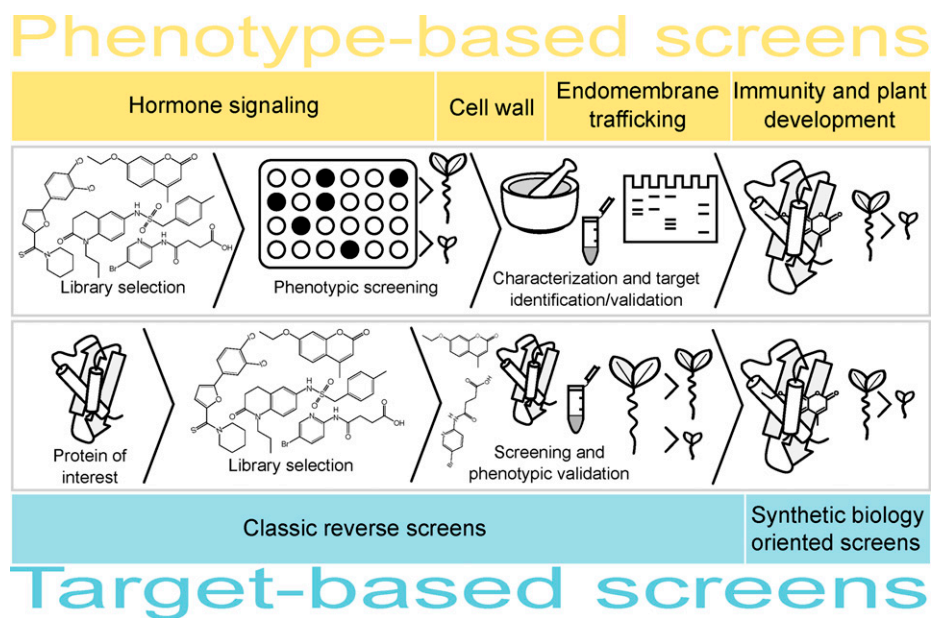 Phenotype-based screens
Hormone signaling
Cell wall
Endomembrane
trafficking
Immunity and plant
development
Library selection
Phenotypic screening
Characterization and target
identification/validation
Protein of
interest
Library selection
Screening and
phenotypic validation
Classic reverse screens
Synthetic biology
oriented screens
Target-based screens